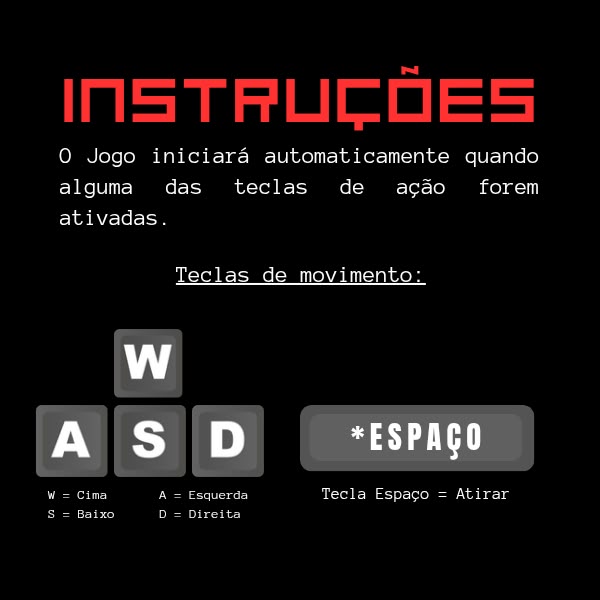 INSTRUÇÕES
O Jogo iniciará automaticamente quando
alguma das teclas de ação forem
ativadas.
Teclas de movimento:
W
A S D
*ESPAÇO
W = Cima A = Esquerda
S = Baixo D = Direita
Tecla Espaço = Atirar